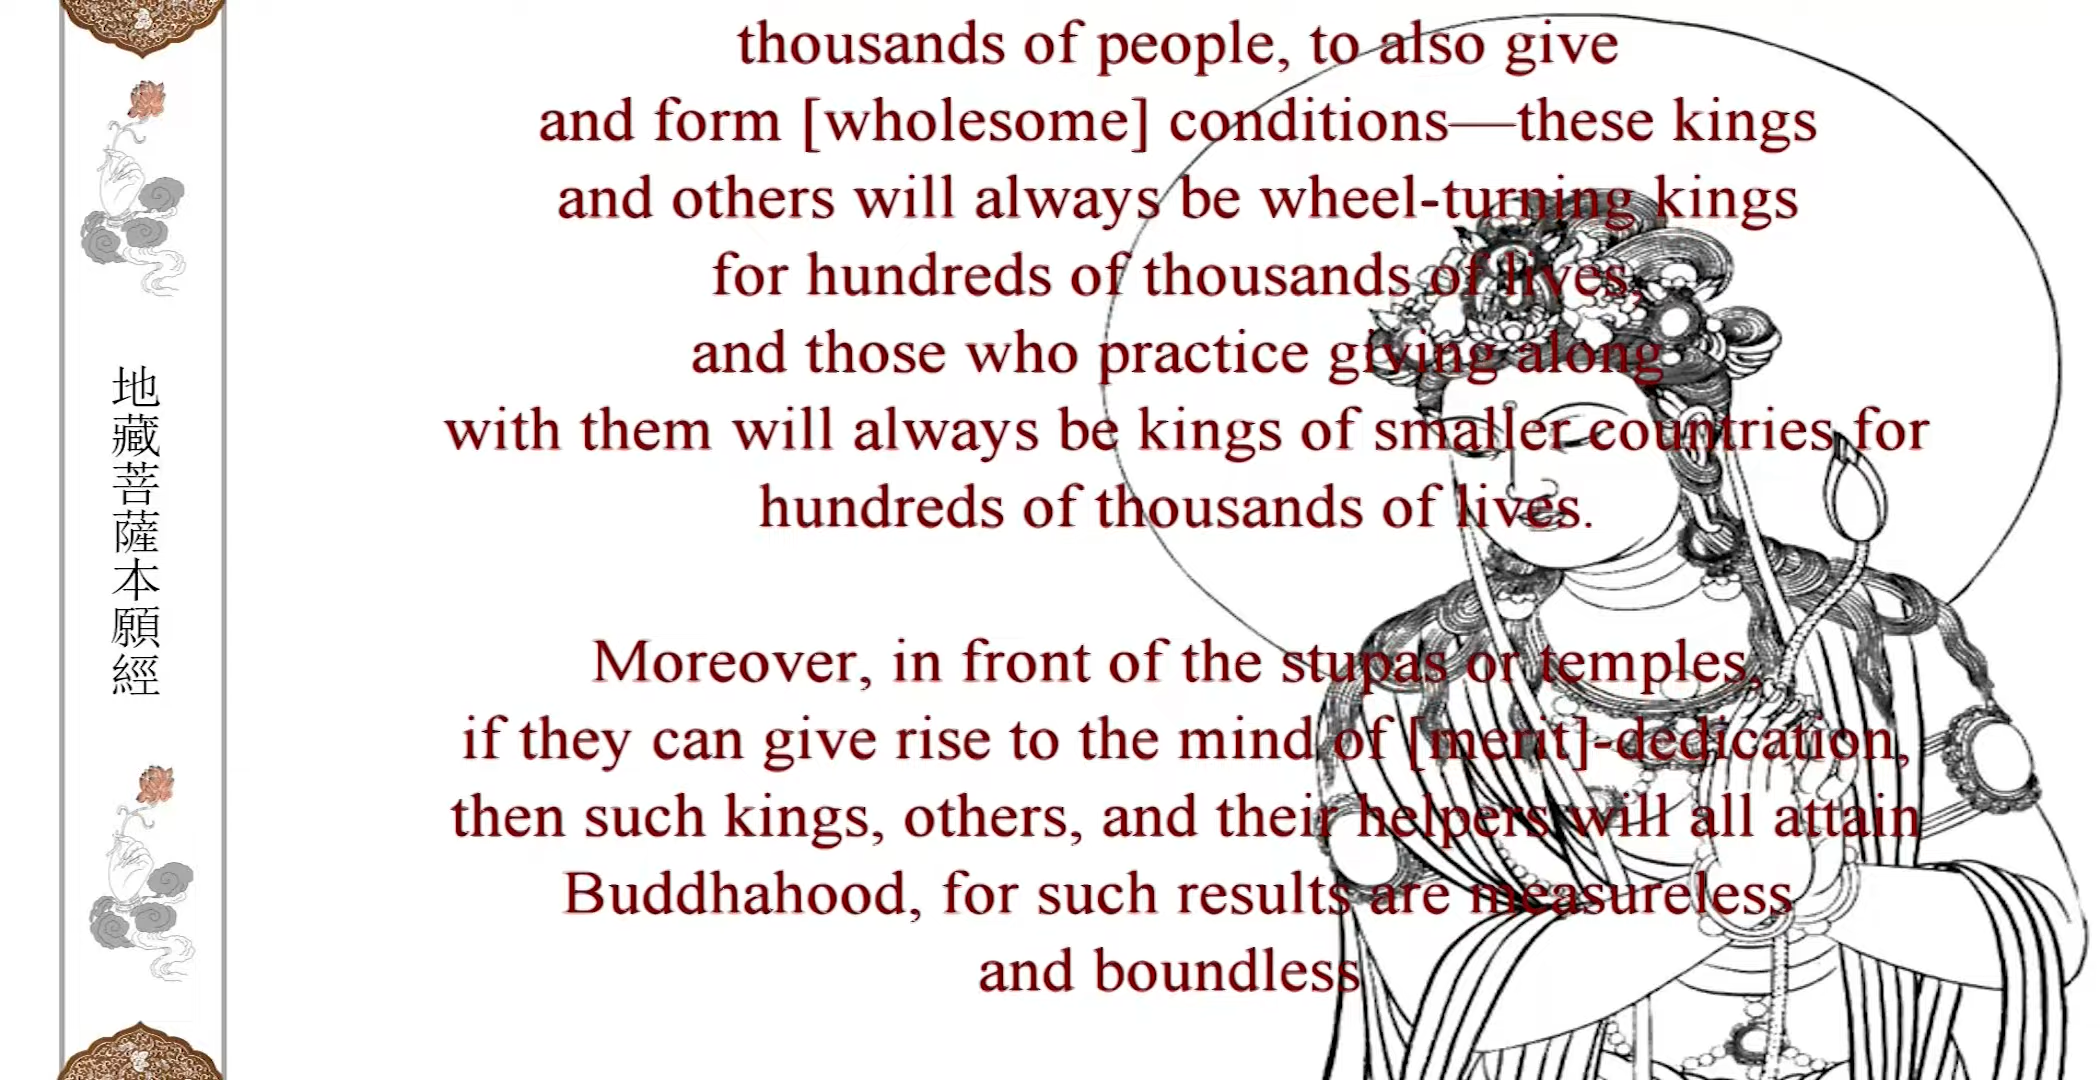 地藏菩薩本願經
thousands of people, to also give
and form [wholesome] conditions—these kings
and others will always be wheel-turning kings
for hundreds of thousands of lives,
and those who practice giving along
with them will always be kings of smaller countries for
hundreds of thousands of lives.
Moreover, in front of the stupas or temples,
if they can give rise to the mind of [merit]-dedication,
then such kings, others, and their helpers will all attain
Buddhahood, for such results are measureless
and boundless